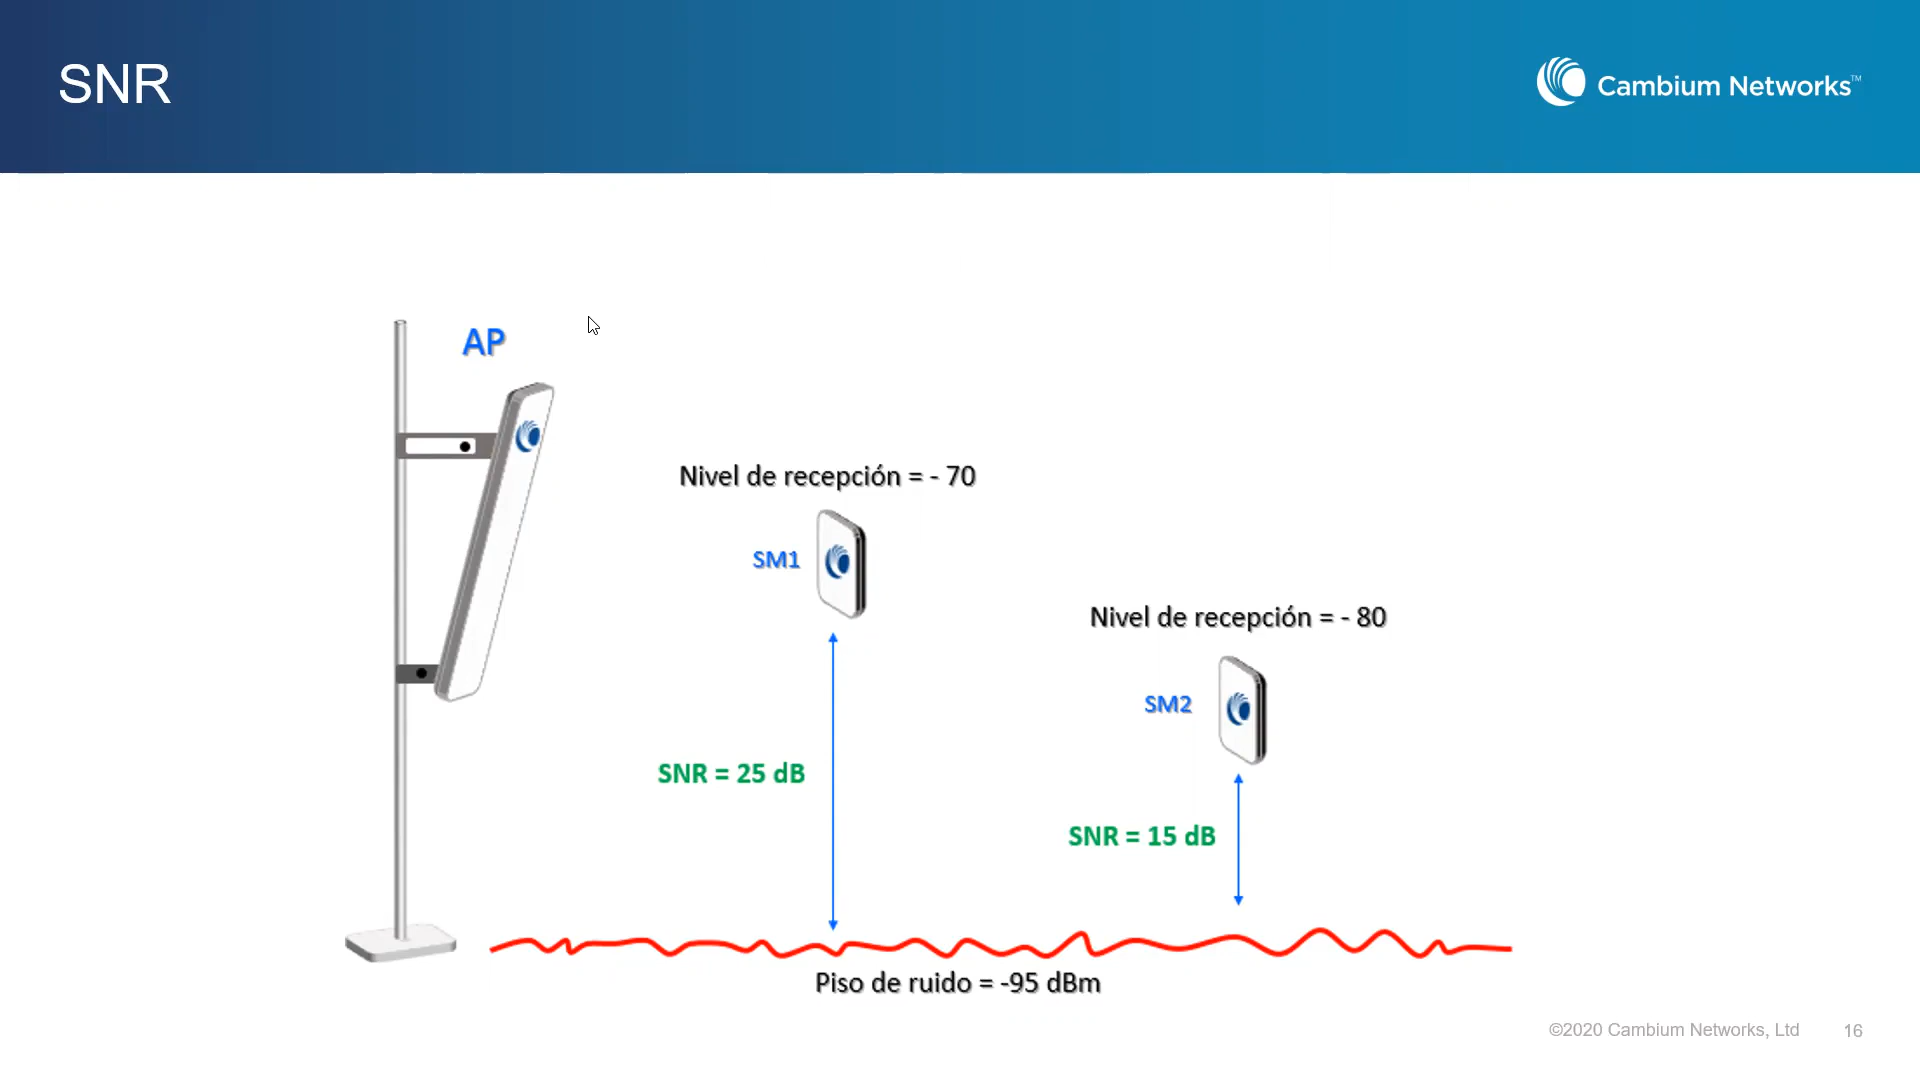 SNR
Cambium Networks™
AP
Nivel de recepción = - 70
SM1
Nivel de recepción = - 80
SM2
SNR = 25 dB
SNR = 15 dB
Piso de ruido = -95 dBm
©2020 Cambium Networks, Ltd
16